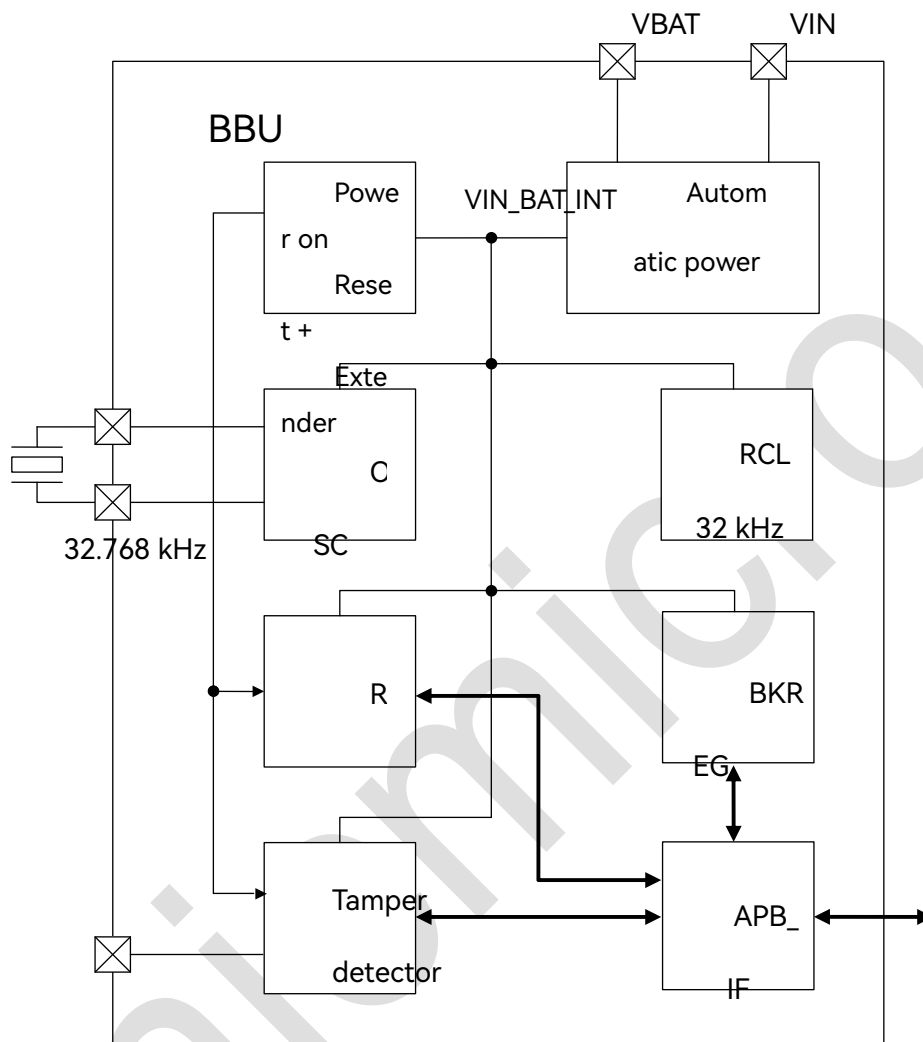 VBAT VIN
BBU
Powe
r on
Rese
t +
VIN_BAT_INT
Autom
atic power
Exte
nder
O
SC
RCL
32 kHz
32.768 kHz
R
BKR
EG
Tamper
detector
APB_
IF